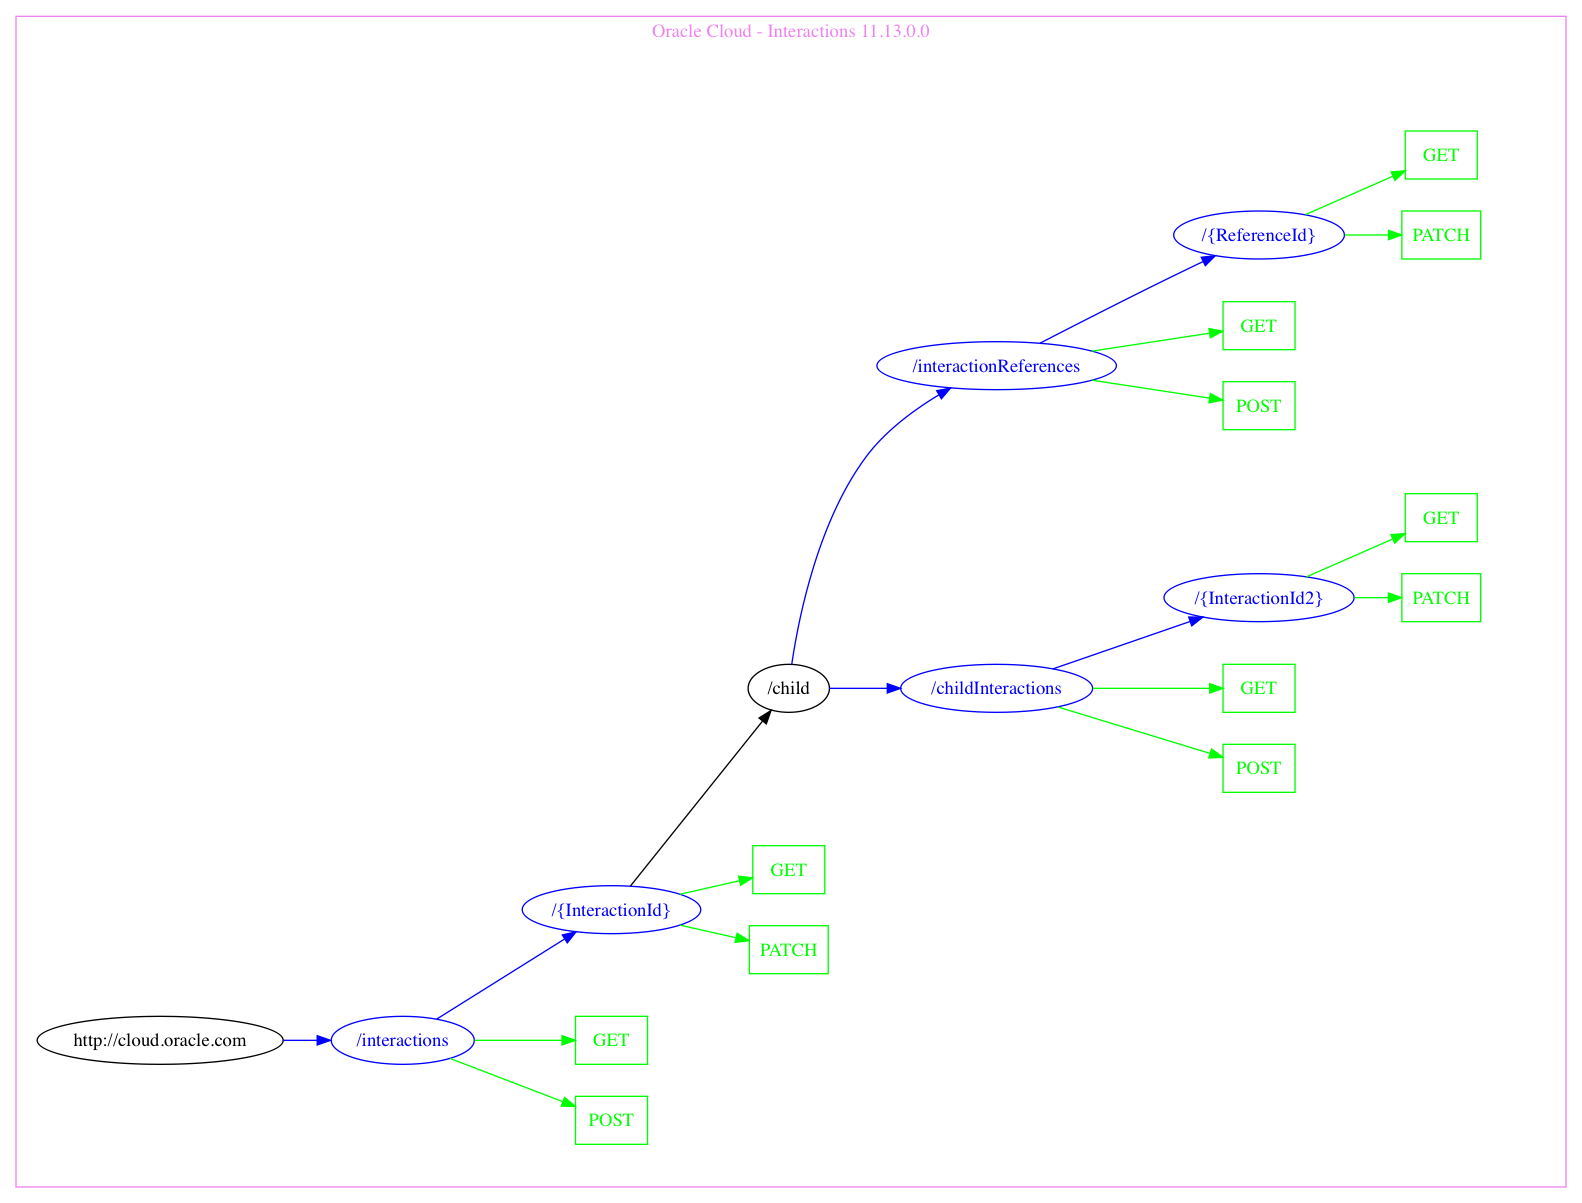 Oracle Cloud - Interactions 11.13.0.0
GET
/{ReferenceId}
PATCH
GET
/interactionReferences
POST
GET
/{InteractionId2}
PATCH
/child
/childInteractions
GET
POST
GET
/{InteractionId}
PATCH
http://cloud.oracle.com
/interactions
GET
POST